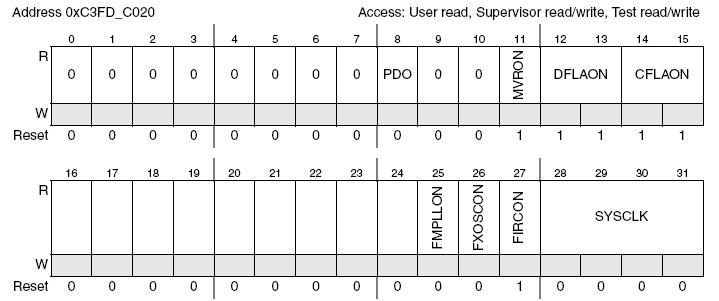 Address 0xC3FD_C020 Access: User read, Supervisor read/write, Test read/write
0 1 2 3 4 5 6 7 8 9 10 11 12 13 14 15
R 0 0 0 0 0 0 0 0 PDO 0 0 MVRON DFLAON CFLAON
W
Reset 0 0 0 0 0 0 0 0 0 0 0 1 1 1 1 1
16 17 18 19 20 21 22 23 24 25 26 27 28 29 30 31
R FMPLLON FXOSCON FIRCON SYSCLK
W
Reset 0 0 0 0 0 0 0 0 0 0 0 1 0 0 0 0